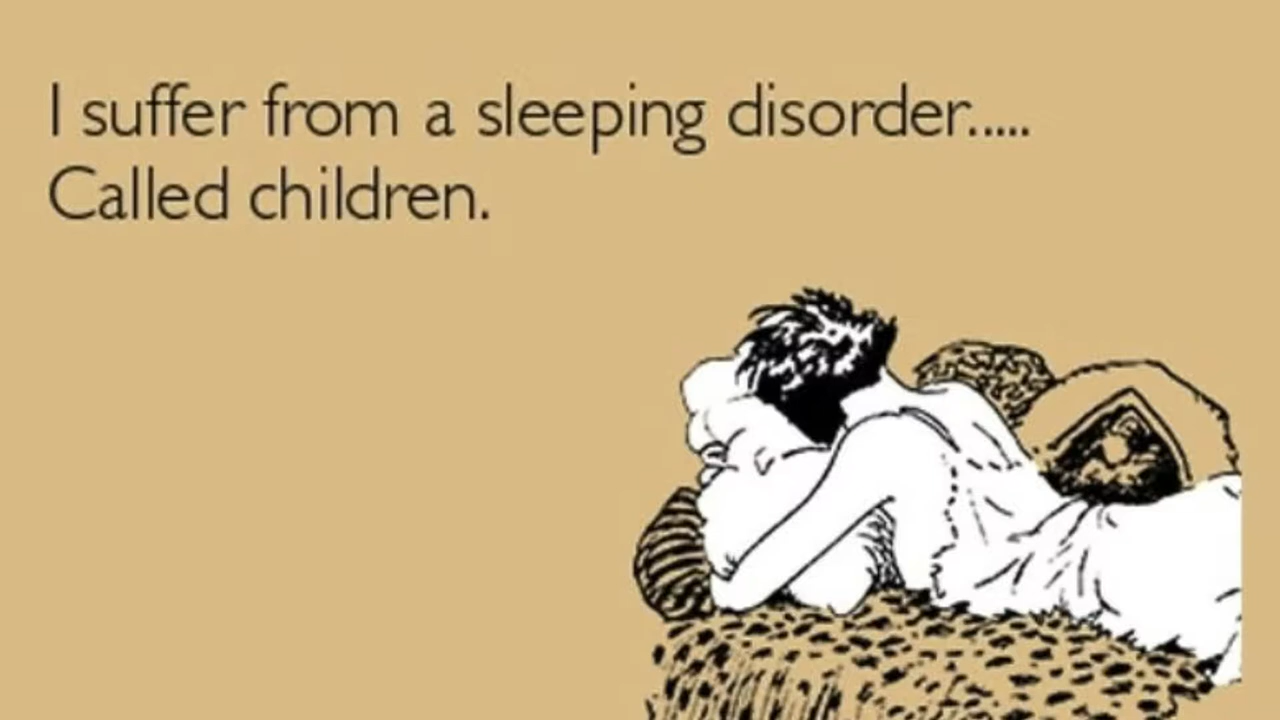 I suffer from a sleeping disorder.....
Called children.